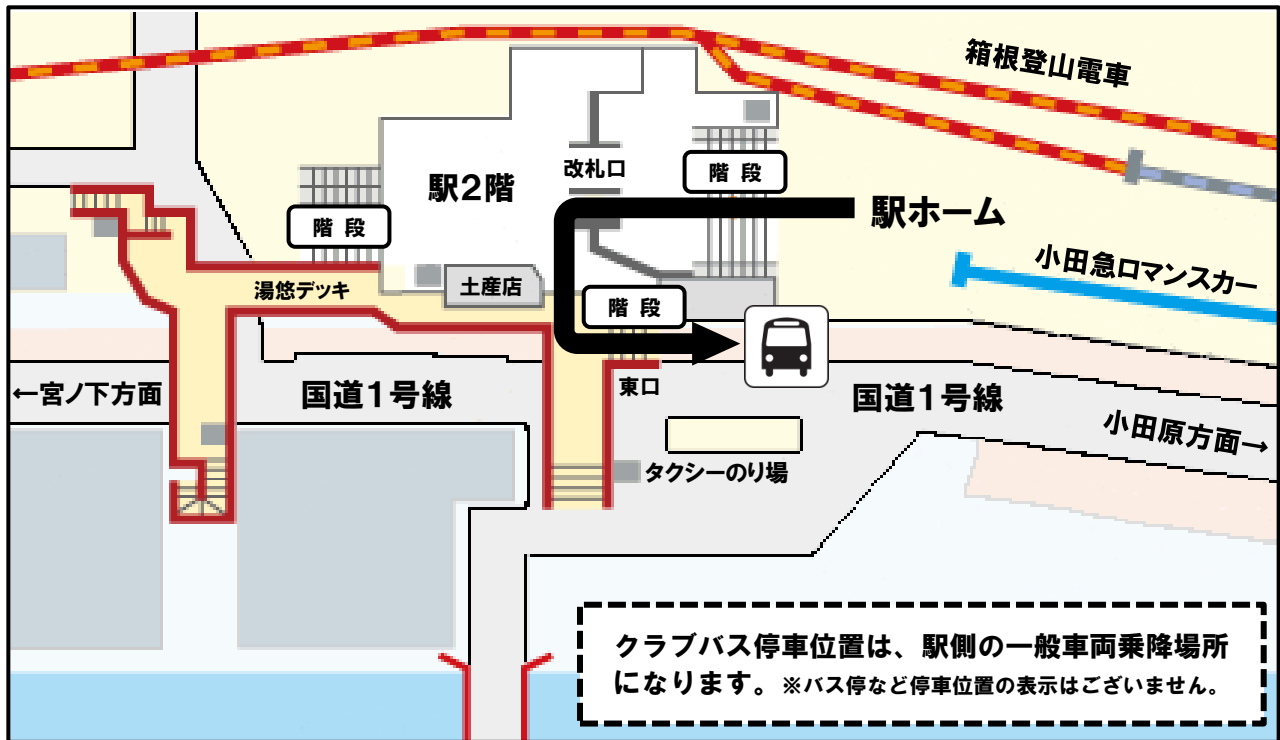 箱根登山電車
改札口
階 段
駅2階
階 段
駅ホーム
小田急ロマンスカー
湯悠デッキ
土産店
階 段
←宮ノ下方面
国道1号線
東口
国道1号線
小田原方面→
タクシーのり場
クラブバス停車位置は、駅側の一般車両乗降場所
になります。※バス停など停車位置の表示はございません。